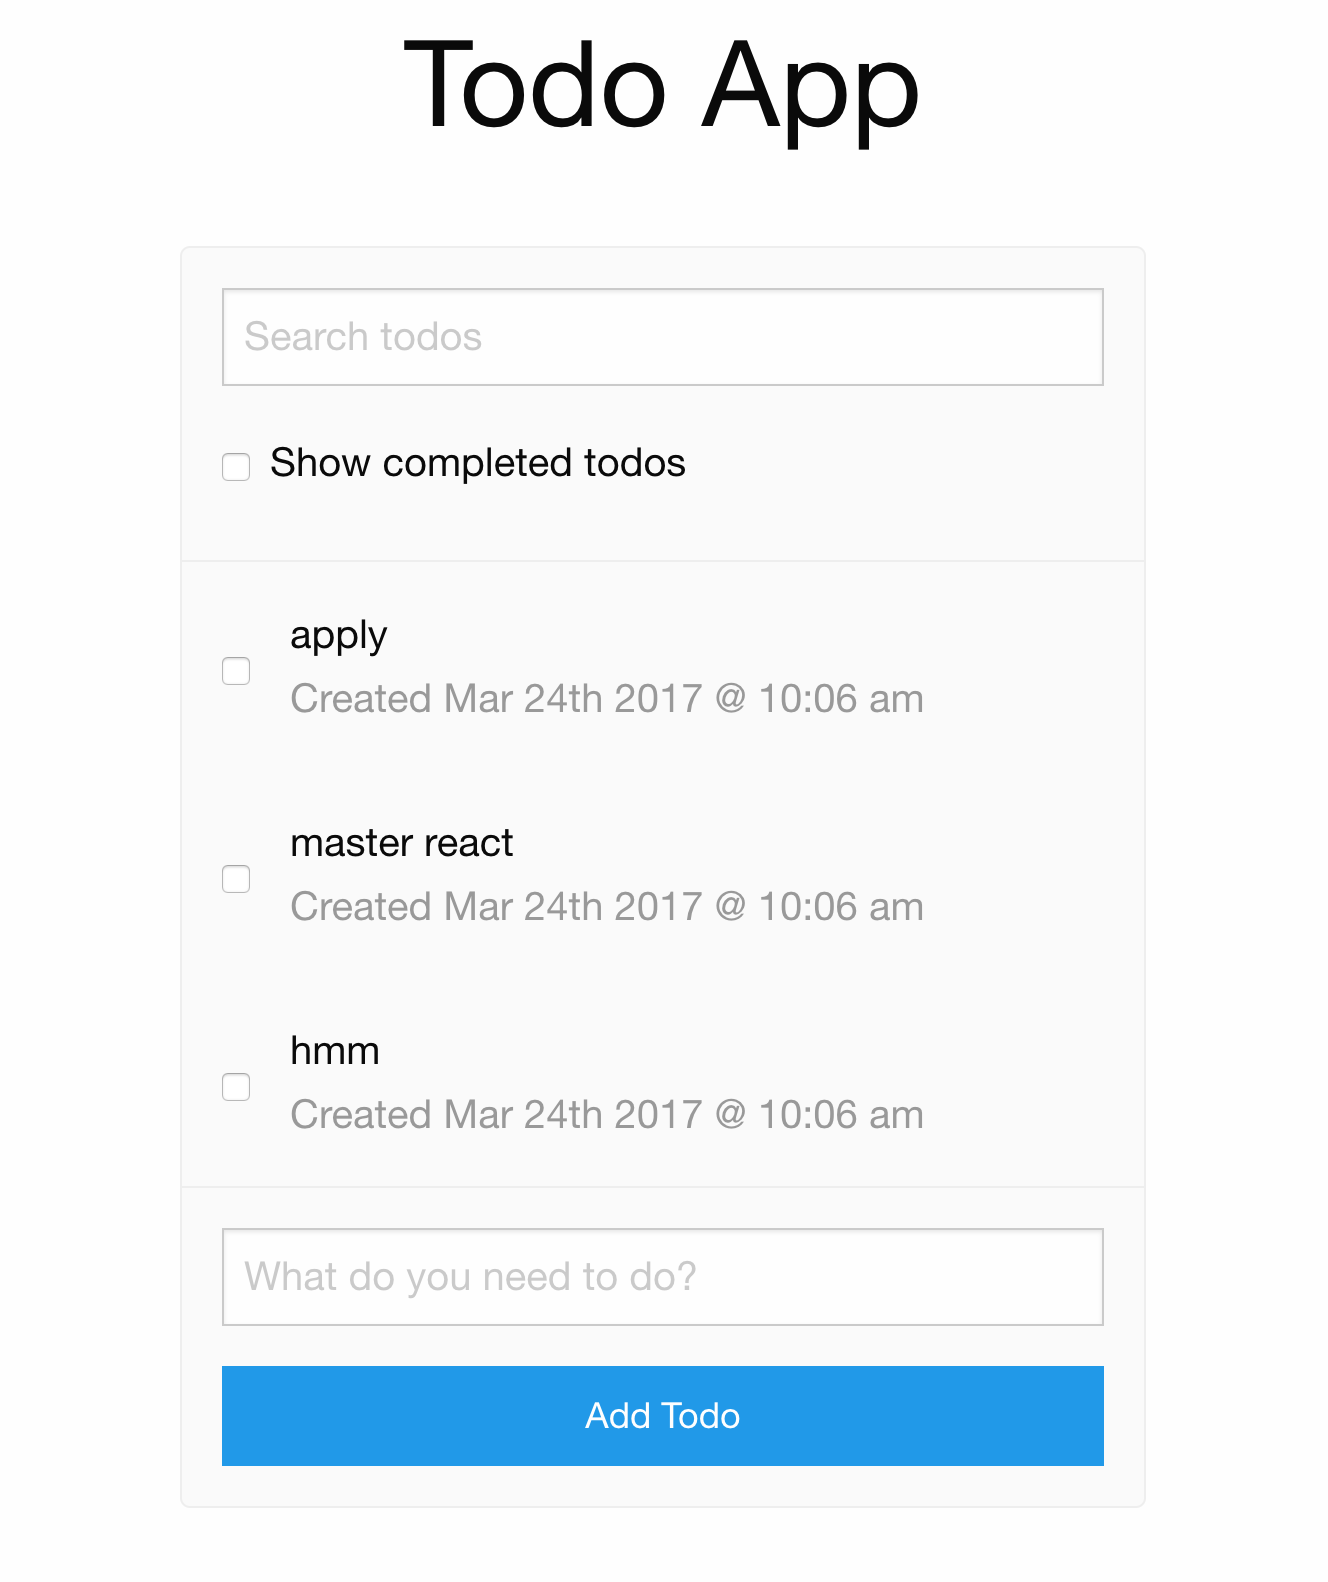 Todo App
Search todos
Show completed todos
apply
Created Mar 24th 2017 @ 10:06 am
master react
Created Mar 24th 2017 @ 10:06 am
hmm
Created Mar 24th 2017 @ 10:06 am
What do you need to do?
Add Todo